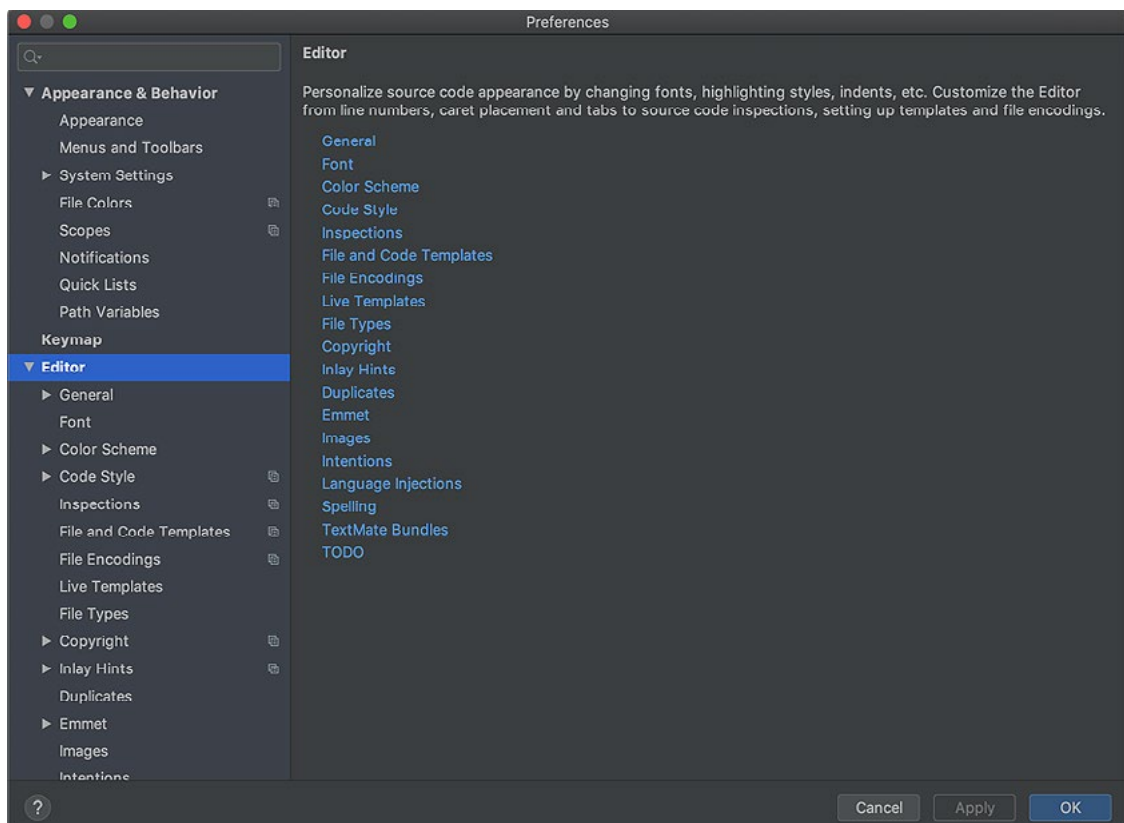 Preferences
Appearance & Behavior
Appearance
Menus and Toolbars
System Settings
File Colors
Scopes
Notifications
Quick Lists
Path Variables
Keymap
Editor
General
Font
Color Scheme
Code Style
Inspections
File and Code Templates
File Encodings
Live Templates
File Types
Copyright
Inlay Hints
Duplicates
Emmet
Images
Intentions
Editor
Personalize source code appearance by changing fonts, highlighting styles, indents, etc. Customize the Editor
from line numbers, caret placement and tabs to source code inspections, setting up templates and file encodings.
General
Font
Color Scheme
Code Style
Inspections
File and Code Templates
File Encodings
Live Templates
File Types
Copyright
Inlay Hints
Duplicates
Emmet
Images
Intentions
Language Injections
Spelling
TextMate Bundles
TODO
?
Cancel
Apply
OK